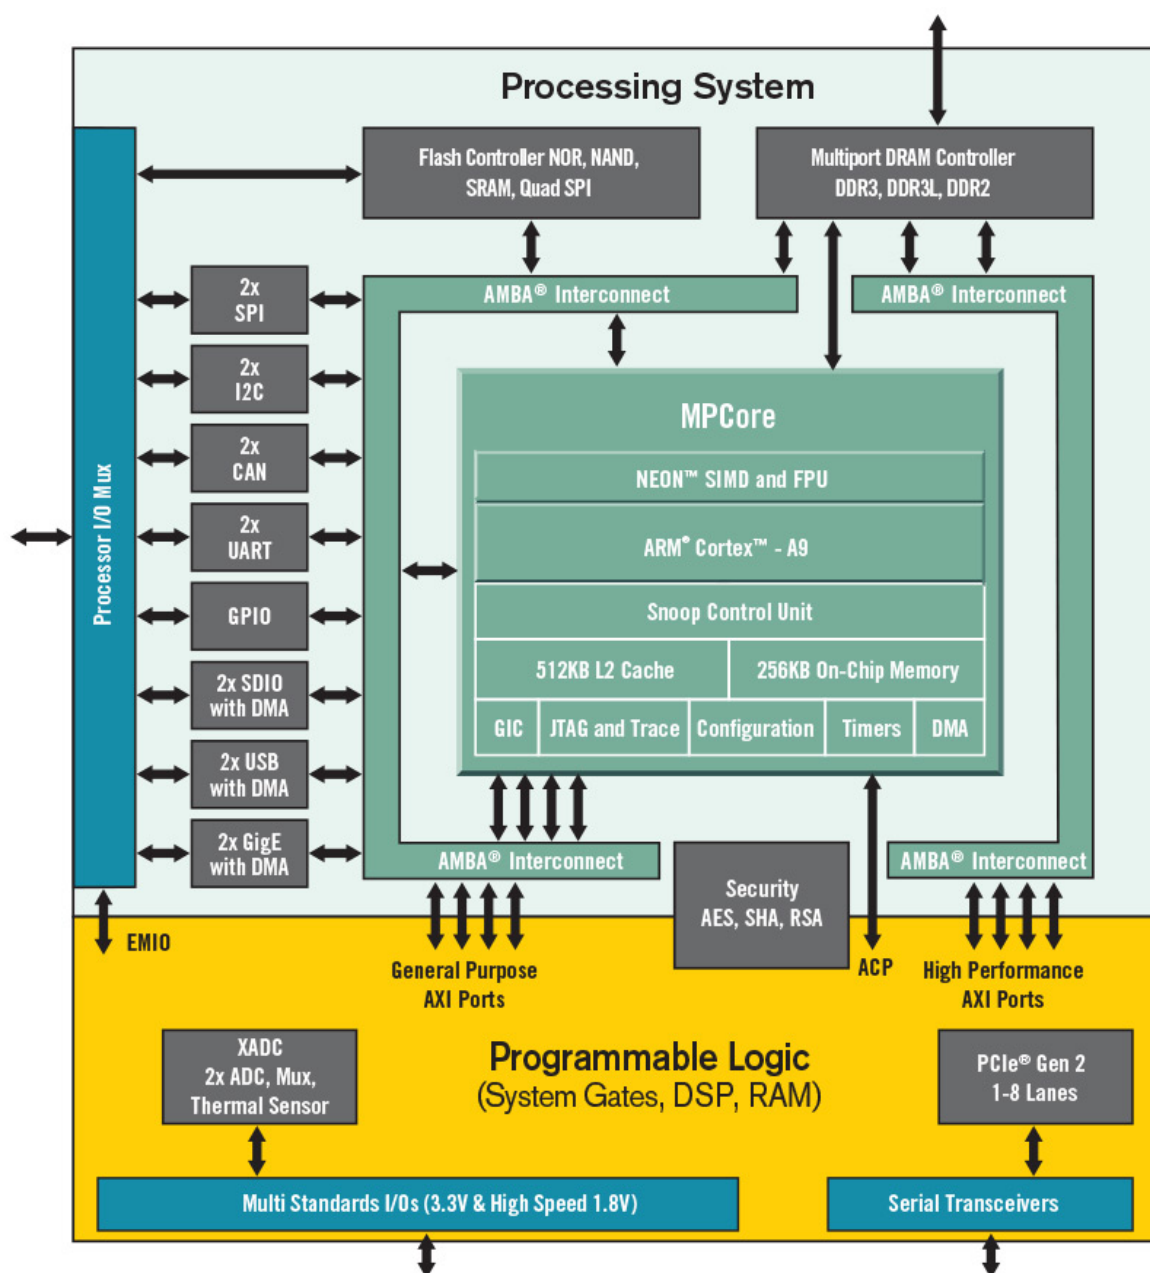 Processing System
Flash Controller NOR, NAND,
SRAM, Quad SPI
Multiport DRAM Controller
DDR3, DDR3L, DDR2
AMBA® Interconnect
AMBA® Interconnect
2x
SPI
2x
I2C
2x
CAN
2x
UART
GPIO
2x SDIO
with DMA
2x USB
with DMA
2x GigE
with DMA
Processor I/O Mux
MPCore
NEON™ SIMD and FPU
ARM® Cortex™ - A9
Snoop Control Unit
512KB L2 Cache
256KB On-Chip Memory
GIC
JTAG and Trace
Configuration
Timers
DMA
AMBA® Interconnect
Security
AES, SHA, RSA
AMBA® Interconnect
EMIO
General Purpose
AXI Ports
ACP
High Performance
AXI Ports
XADC
2x ADC, Mux,
Thermal Sensor
Programmable Logic
(System Gates, DSP, RAM)
PCIe® Gen 2
1-8 Lanes
Multi Standards I/Os (3.3V & High Speed 1.8V)
Serial Transceivers